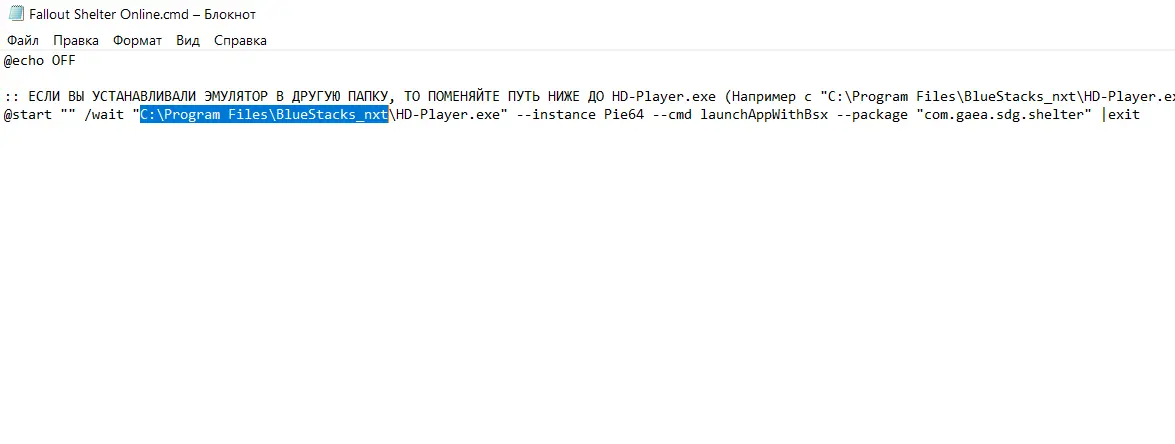 Fallout Shelter Online.cmd – Блокнот
Файл Правка Формат Вид Справка
@echo OFF
:: ЕСЛИ ВЫ УСТАНАВЛИВАЛИ ЭМУЛЯТОР В ДРУГУЮ ПАПКУ, ТО ПОМЕНЯЙТЕ ПУТЬ НИЖЕ ДО HD-Player.exe (Например с "C:\Program Files\BlueStacks_nxt\HD-Player.ex
@start "" /wait "C:\Program Files\BlueStacks_nxt\HD-Player.exe" --instance Pie64 --cmd launchAppWithBsx --package "com.gaea.sdg.shelter" |exit